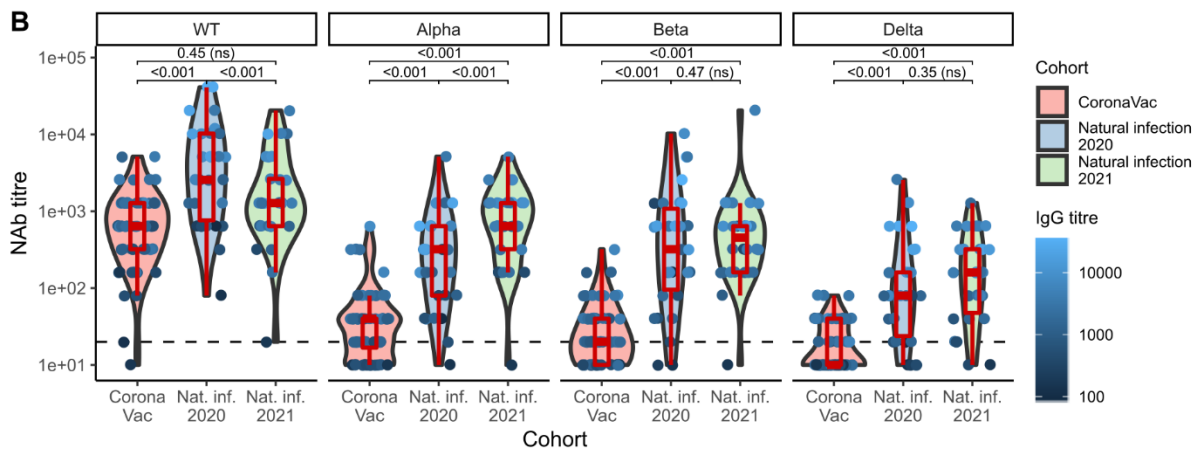 B
WT
Alpha
Beta
Delta
1e+05
1e+04
1e+03
1e+02
1e+01
NAb titre
0.45 (ns)
<0.001 <0.001
<0.001
<0.001 <0.001
<0.001
<0.001 0.47 (ns)
<0.001
<0.001 0.35 (ns)
Corona
Vac
Nat. inf.
2020
Nat. inf.
2021
Corona
Vac
Nat. inf.
2020
Nat. inf.
2021
Corona
Vac
Nat. inf.
2020
Nat. inf.
2021
Corona
Vac
Nat. inf.
2020
Nat. inf.
2021
Cohort
Cohort
CoronaVac
Natural infection
2020
Natural infection
2021
IgG titre
10000
1000
100